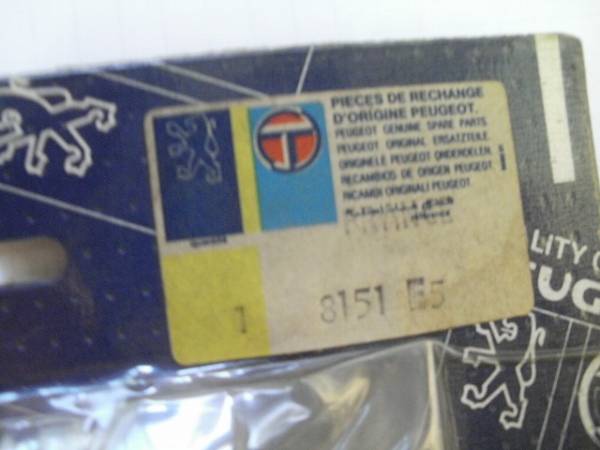 PIECES DE RECHANGE
D'ORIGINE PEUGEOT.
PEUGEOT GENUINE SPARE PARTS.
PEUGEOT ORIGINAL ERSATZTEILE.
ORIGINELE PEUGEOT ONDERDELEN.
RECAMBIOS DE ORIGEN PEUGEOT.
RICAMBI ORIGINALI PEUGEOT.
1 8151 E5
LITY
UG